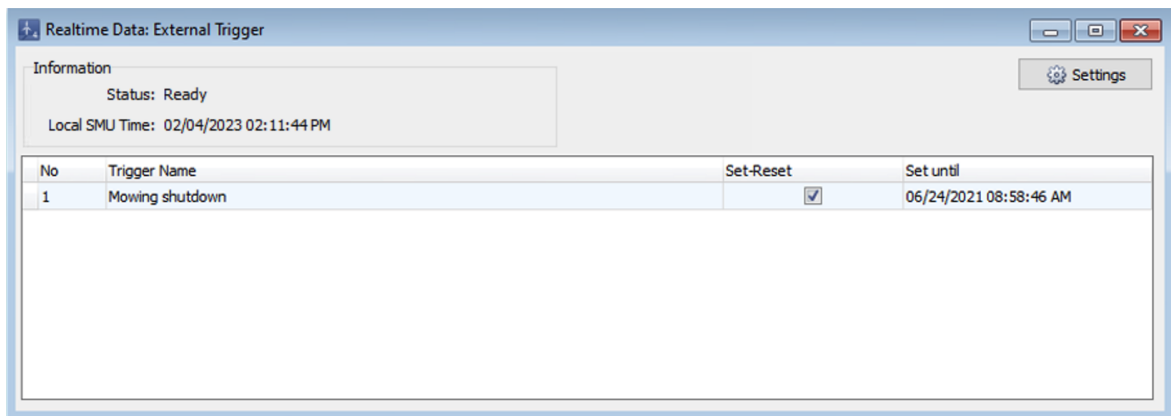 Realtime Data: External Trigger
Information
Settings
Status: Ready
Local SMU Time: 02/04/2023 02:11:44 PM
No Trigger Name Set-Reset Set until
1 Mowing shutdown 06/24/2021 08:58:46 AM